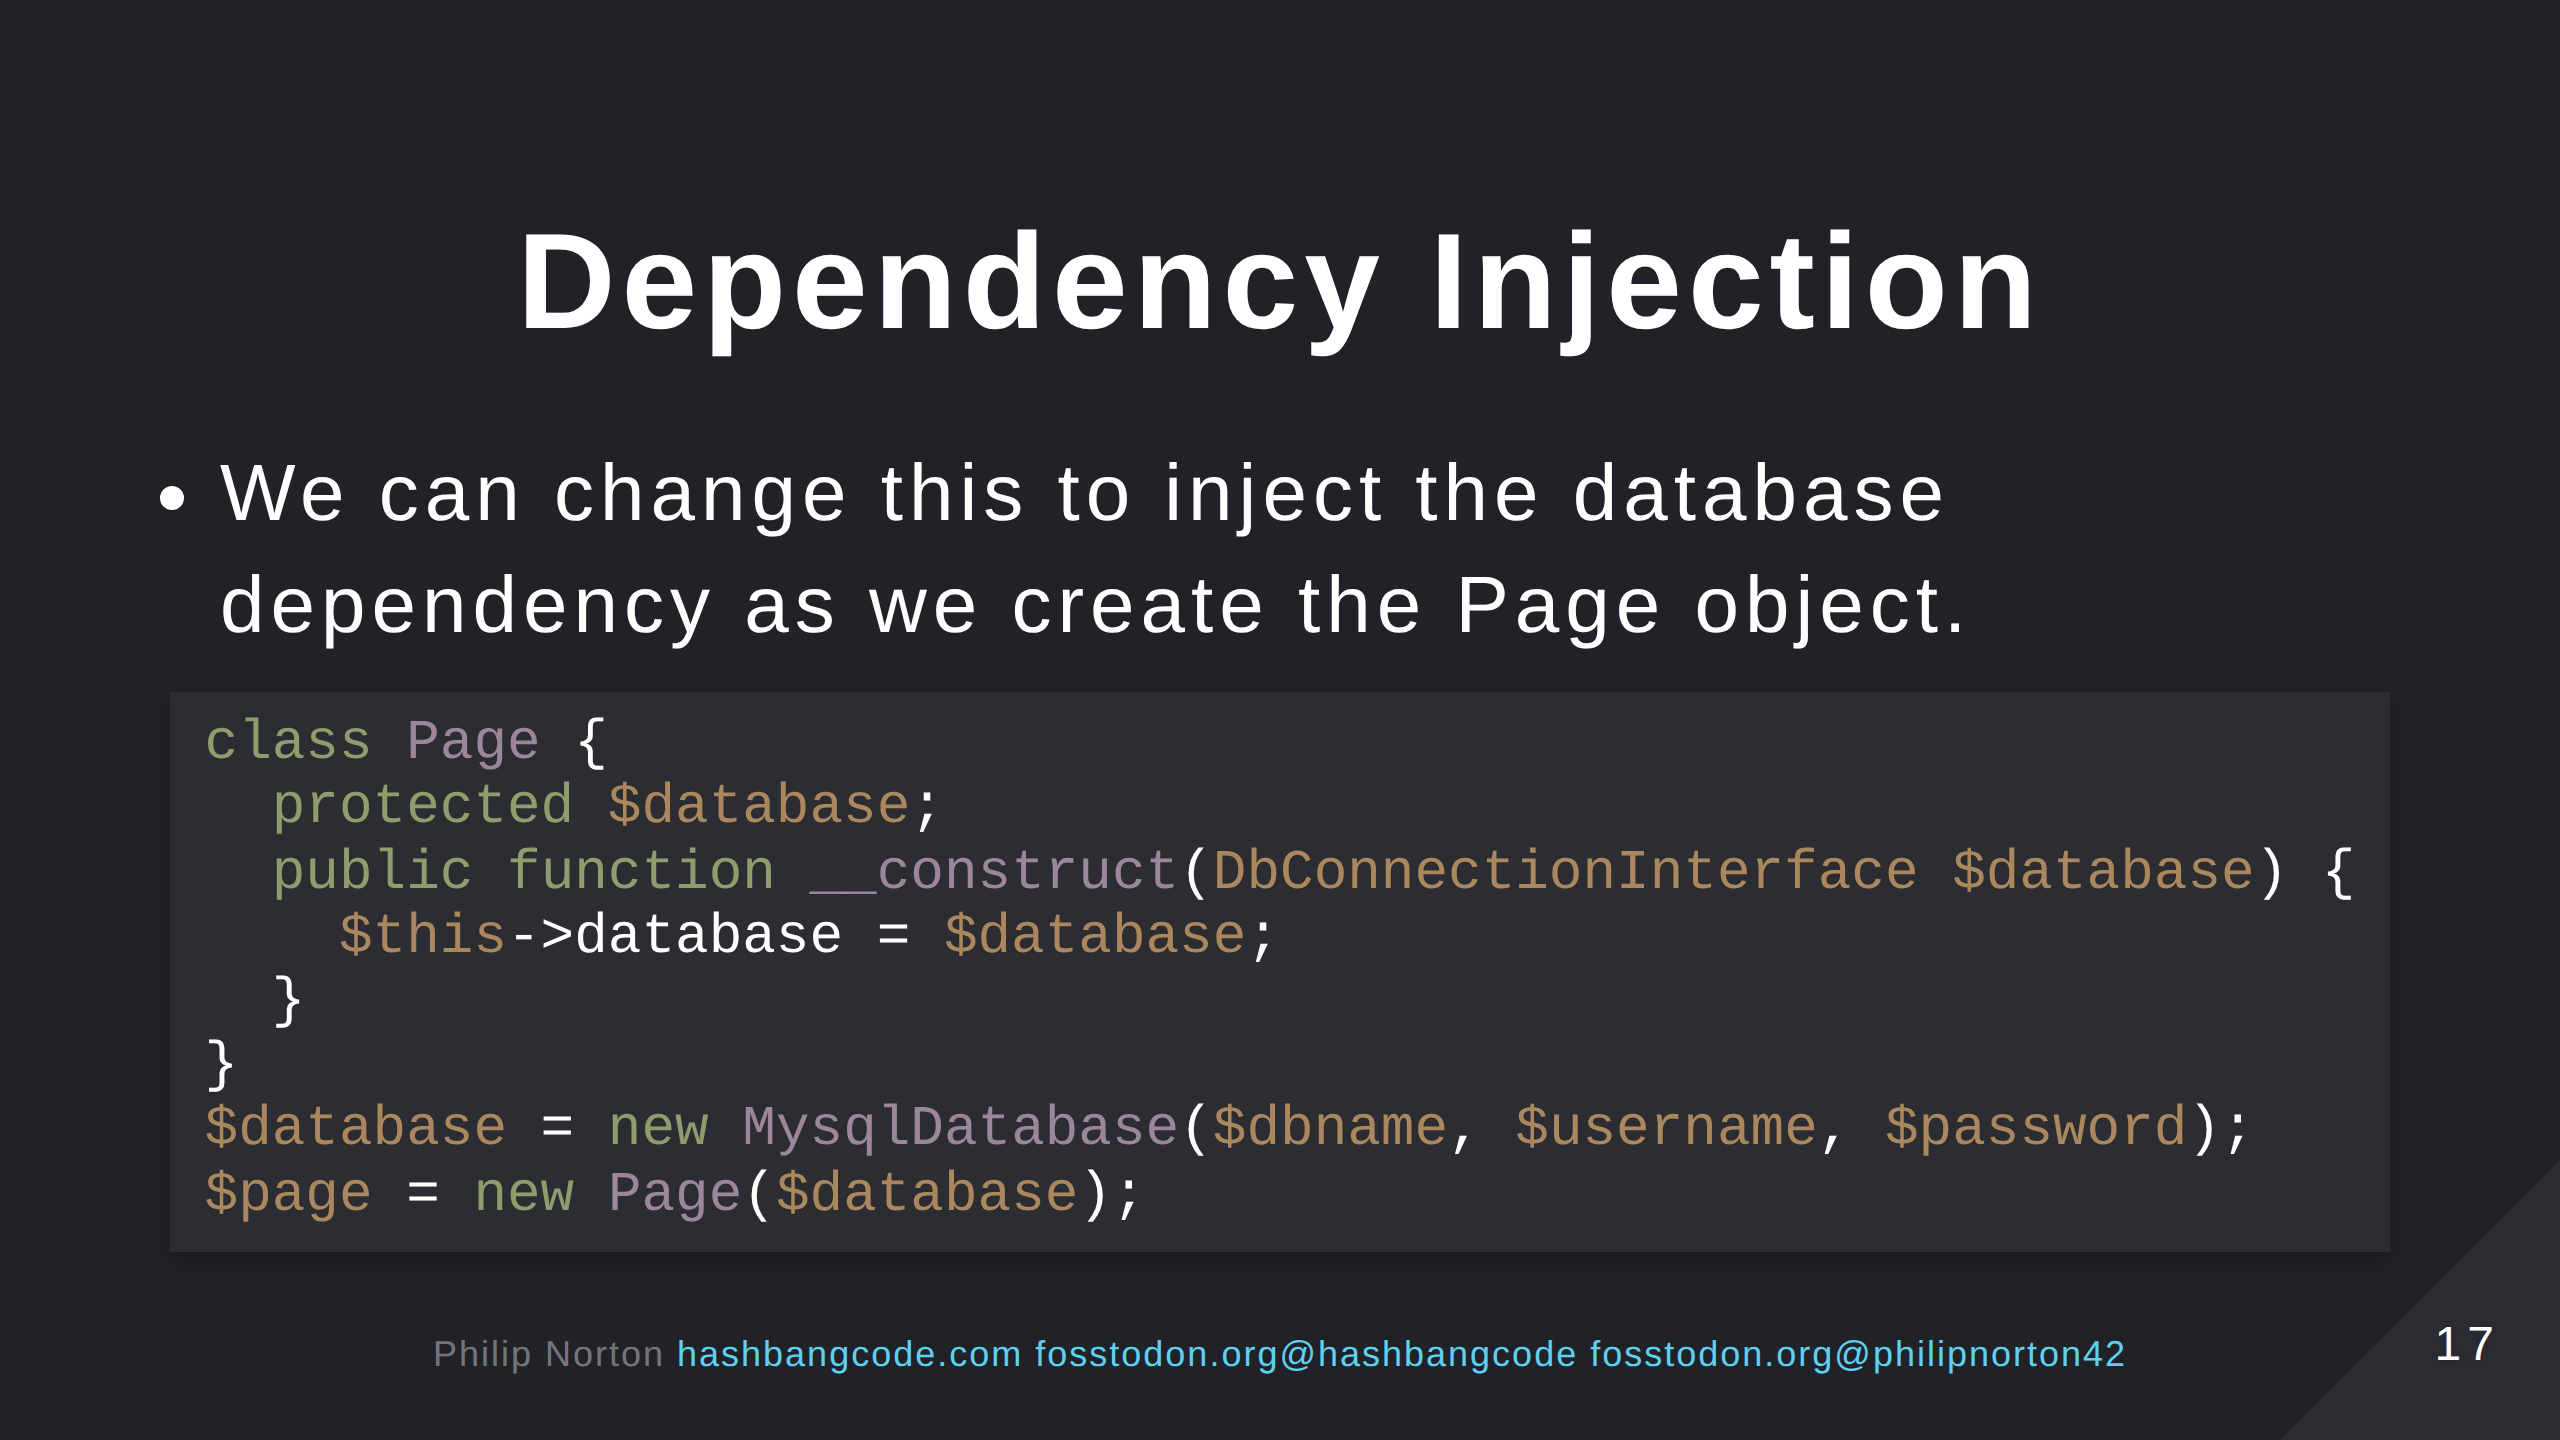 Dependency Injection
• We can change this to inject the database
dependency as we create the Page object.
class Page {
  protected $database;
  public function __construct(DbConnectionInterface $database) {
    $this->database = $database;
  }
}
$database = new MysqlDatabase($dbname, $username, $password);
$page = new Page($database);
Philip Norton hashbangcode.com fosstodon.org@hashbangcode fosstodon.org@philipnorton42
17